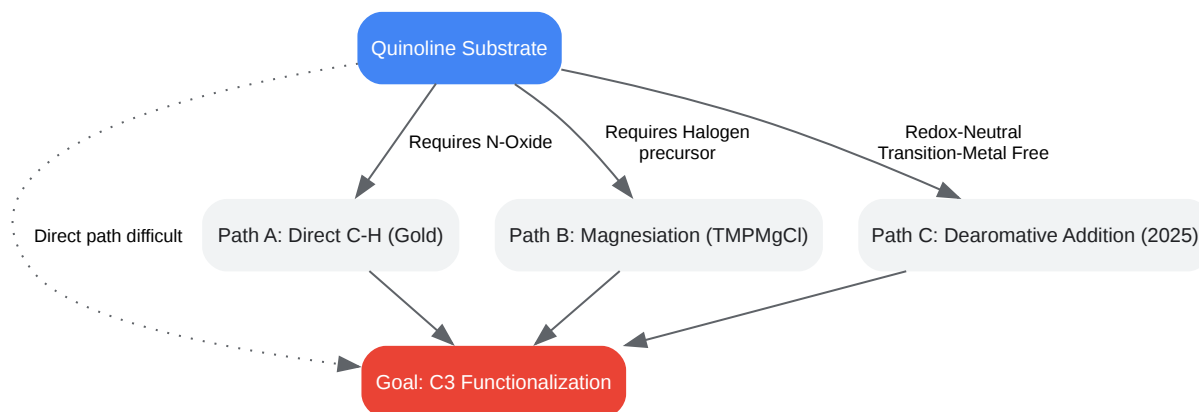 Quinoline Substrate
Requires N-Oxide
Requires Halogen
precursor
Redox-Neutral
Transition-Metal Free
Direct path difficult
Path A: Direct C-H (Gold)
Path B: Magnesiation (TMPMgCl)
Path C: Dearomative Addition (2025)
Goal: C3 Functionalization